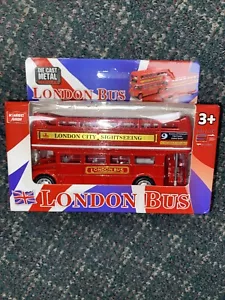 DIE CAST
METAL
LONDON BUS
3+
LONDON CITY SIGHTSEEING
LONDON BUS